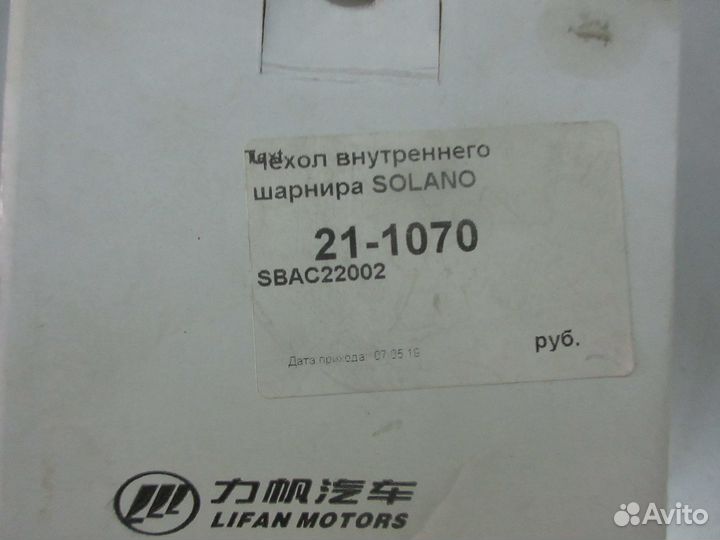 Чехол внутреннего
шарнира SOLANO
21-1070
SBAC22002
руб.
Дата прихода: 07.05.19
力帆汽车
LIFAN MOTORS
Avito